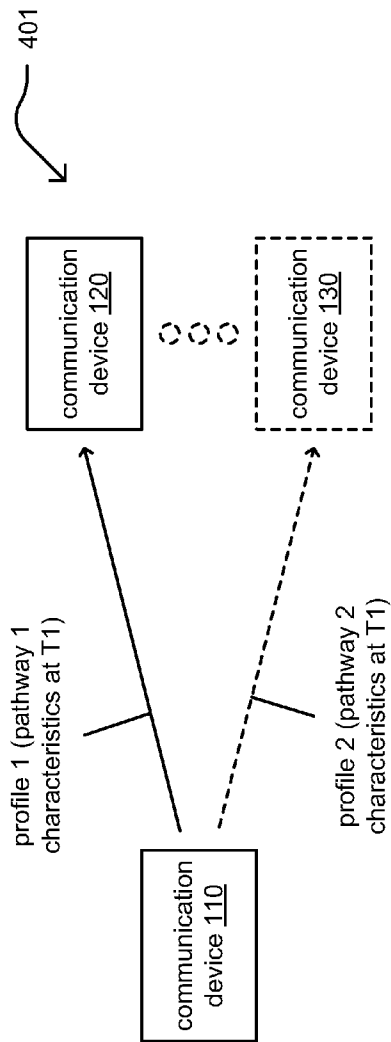 401
profile 1 (pathway 1
characteristics at T1)
communication
device 120
communication
device 110
communication
device 130
profile 2 (pathway 2
characteristics at T1)